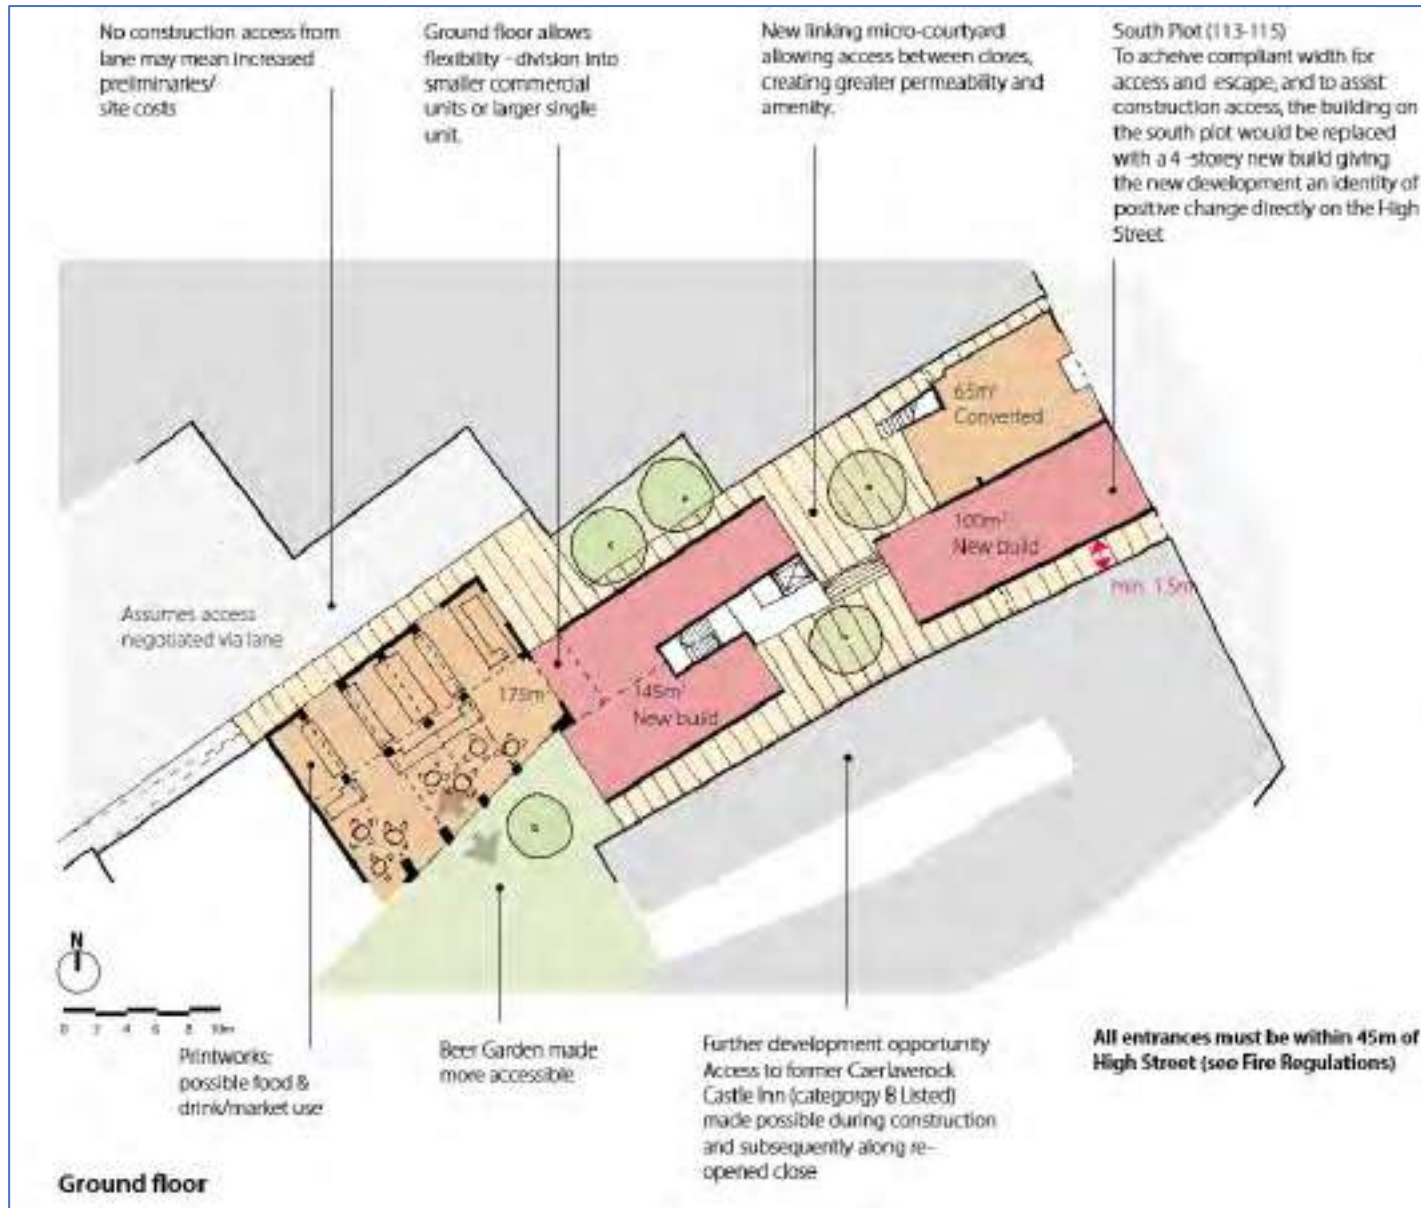 No construction access from
lane may mean increased
preliminaries/
site costs
Ground floor allows
flexibility - division into
smaller commercial
units or larger single
unit.
New linking micro-courtyard
allowing access between closes,
creating greater permeability and
amenity.
South Plot (113-115)
To acheive compliant width for
access and escape, and to assist
construction access, the building on
the south plot would be replaced
with a 4 -storey new build giving
the new development an identity of
positive change directly on the High
Street
65m²
Converted
100m²
New build
min 1.5m
Assumes access
negotiated via lane
175m²
145m²
New build
N
0 2 4 6 8 10m
Printworks:
possible food &
drink/market use
Beer Garden made
more accessible
Further development opportunity
Access to former Caerlaverock
Castle Inn (categorgy B Listed)
made possible during construction
and subsequently along re-
opened close
All entrances must be within 45m of
High Street (see Fire Regulations)
Ground floor